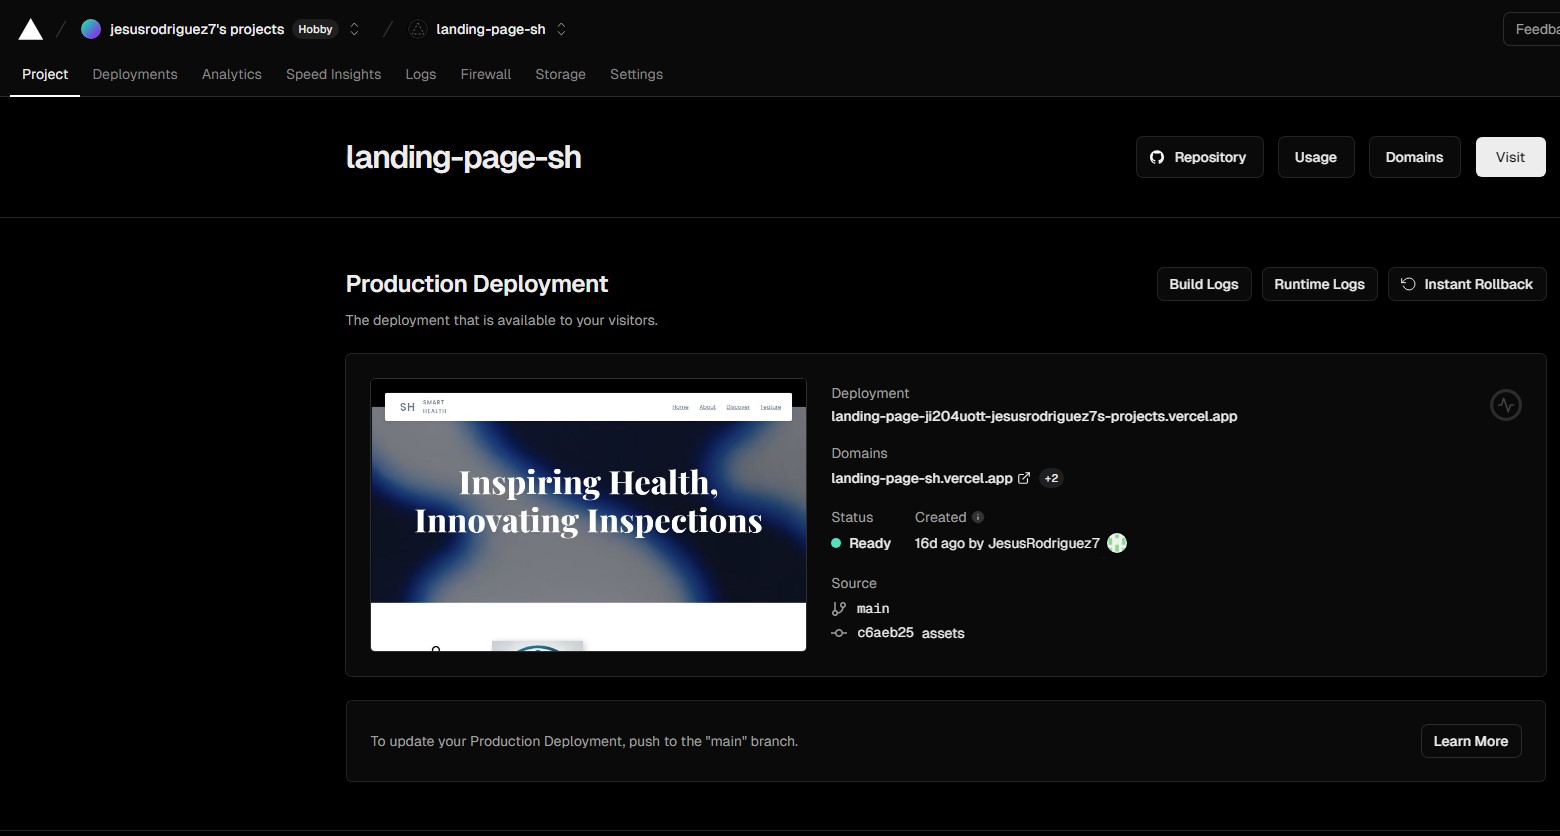 jesusrodriguez7's projects Hobby landing-page-sh
Project Deployments Analytics Speed Insights Logs Firewall Storage Settings
landing-page-sh
Repository Usage Domains Visit
Production Deployment
Build Logs Runtime Logs Instant Rollback
The deployment that is available to your visitors.
SH SMART
HEALTH
Home About Discover Feature
Inspiring Health,
Innovating Inspections
Deployment
landing-page-ji204uott-jesusrodriguez7s-projects.vercel.app
Domains
landing-page-sh.vercel.app +2
Status Created
Ready 16d ago by JesusRodriguez7
Source
main
c6aeb25 assets
To update your Production Deployment, push to the "main" branch.
Learn More